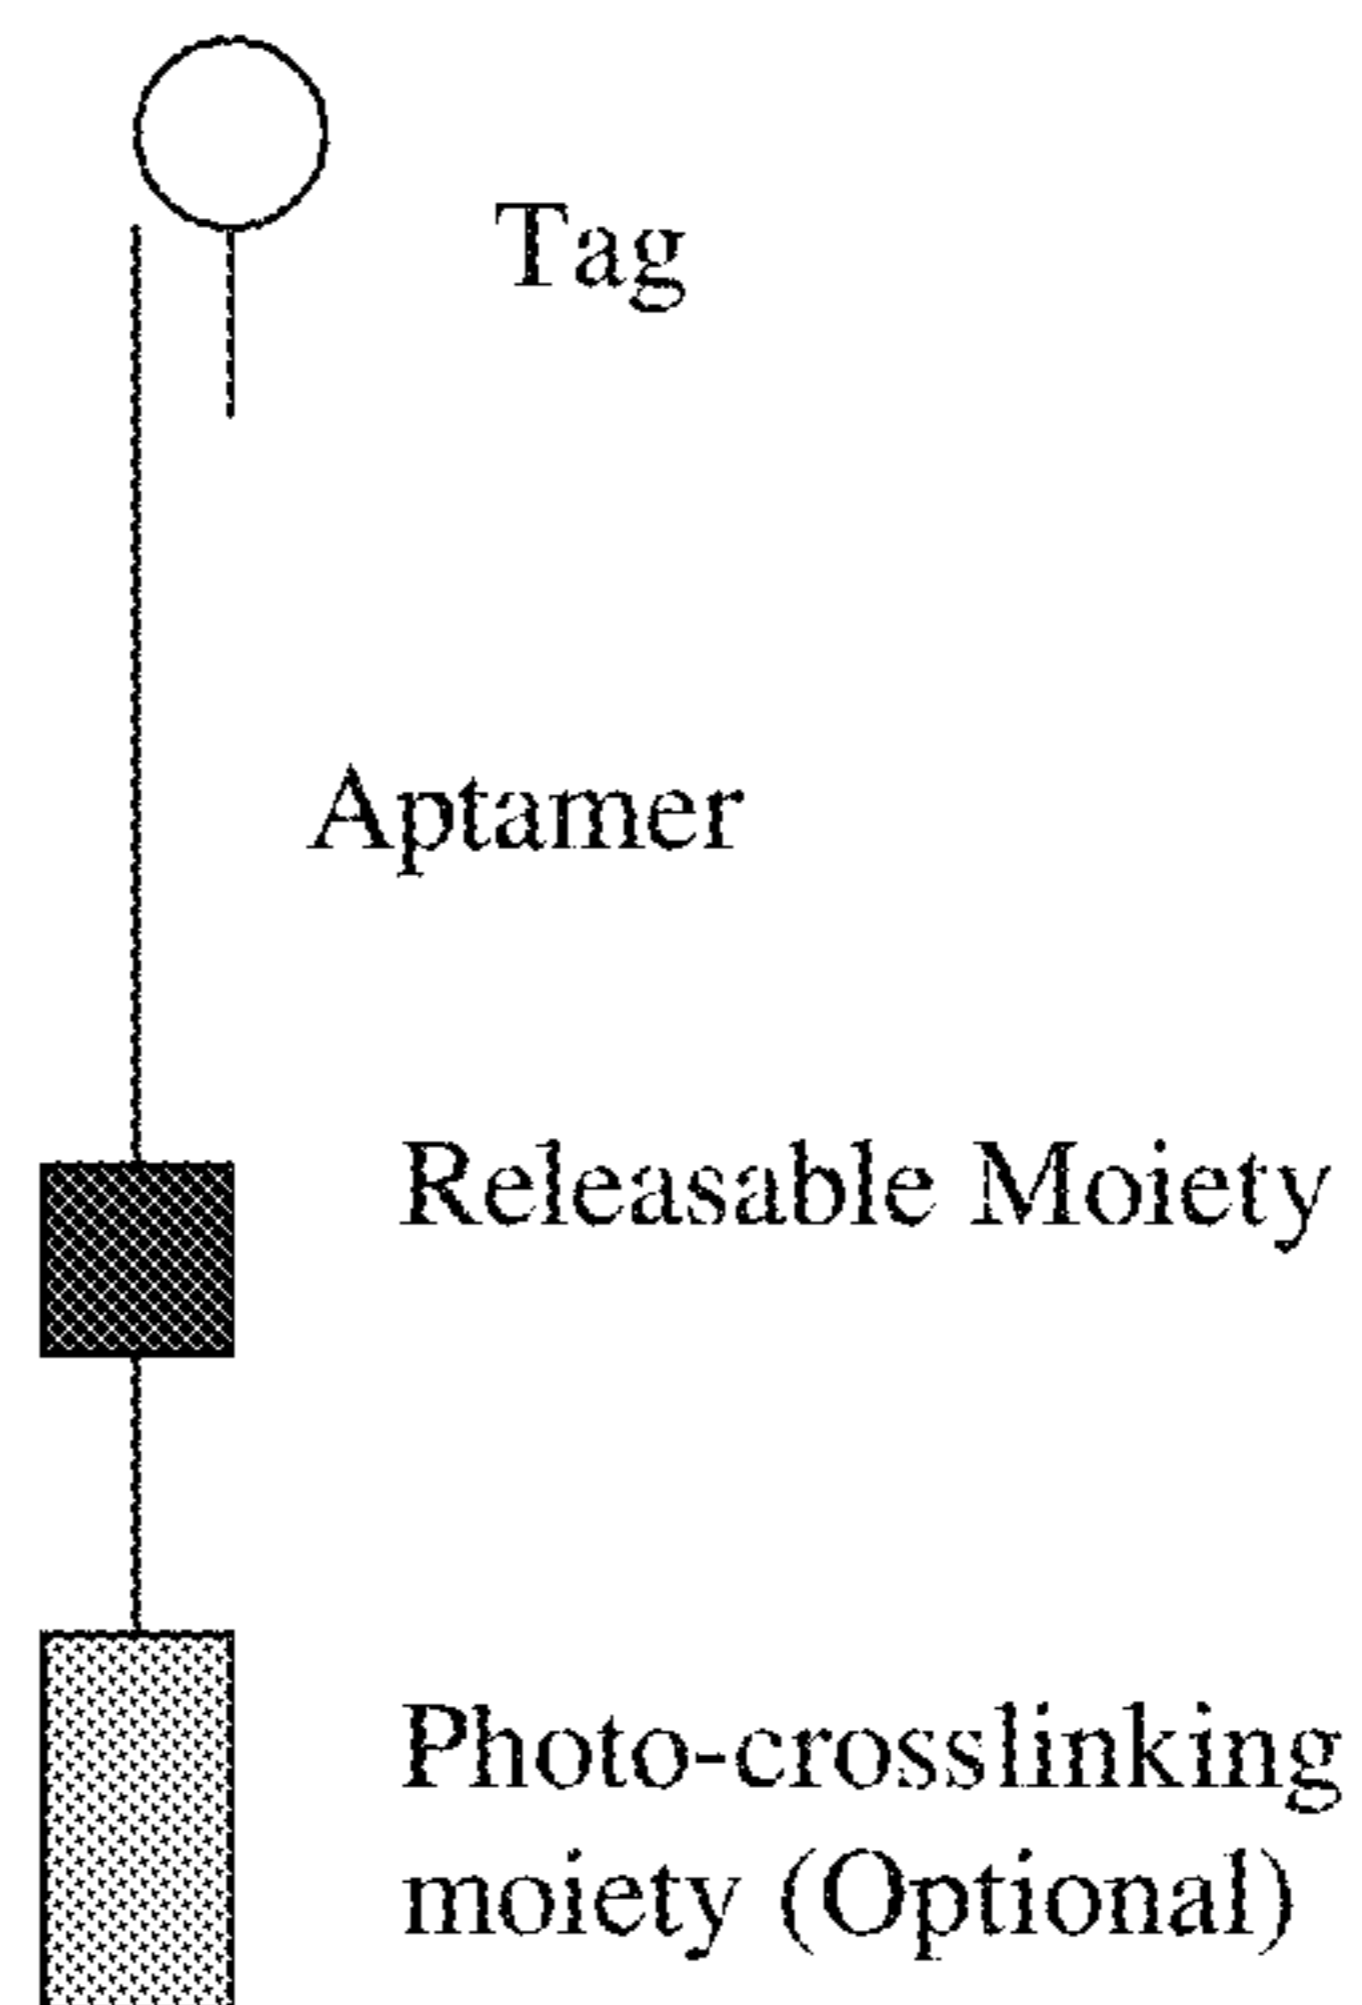 Tag
Aptamer
Releasable Moiety
Photo-crosslinking
moiety (Optional)